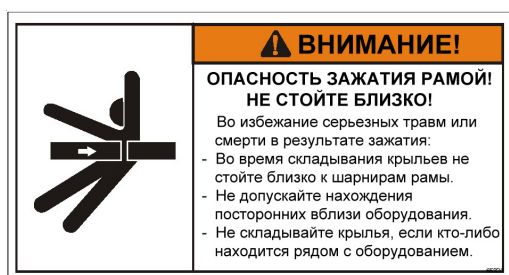 ВНИМАНИЕ!
ОПАСНОСТЬ ЗАЖАТИЯ РАМОЙ!
НЕ СТОЙТЕ БЛИЗКО!
Во избежание серьезных травм или
смерти в результате зажатия:
- Во время складывания крыльев не
стойте близко к шарнирам рамы.
- Не допускайте нахождения
посторонних вблизи оборудования.
- Не складывайте крылья, если кто-либо
находится рядом с оборудованием.